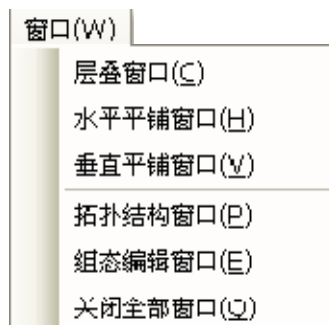 窗口(W)
层叠窗口(C)
水平平铺窗口(H)
垂直平铺窗口(V)
拓扑结构窗口(P)
组态编辑窗口(E)
关闭全部窗口(Q)